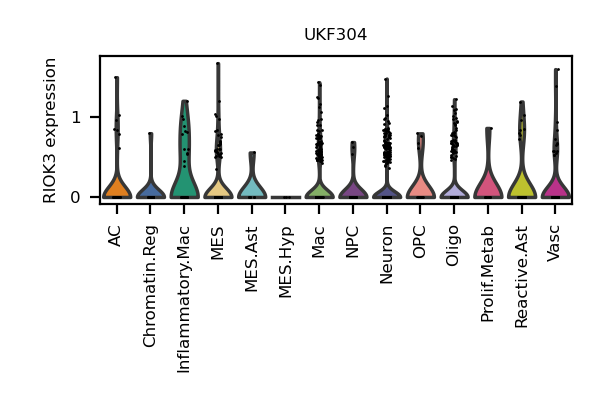 UKF304
RIOK3 expression
1
0
AC
Chromatin.Reg
Inflammatory.Mac
MES
MES.Ast
MES.Hyp
Mac
NPC
Neuron
OPC
Oligo
Prolif.Metab
Reactive.Ast
Vasc